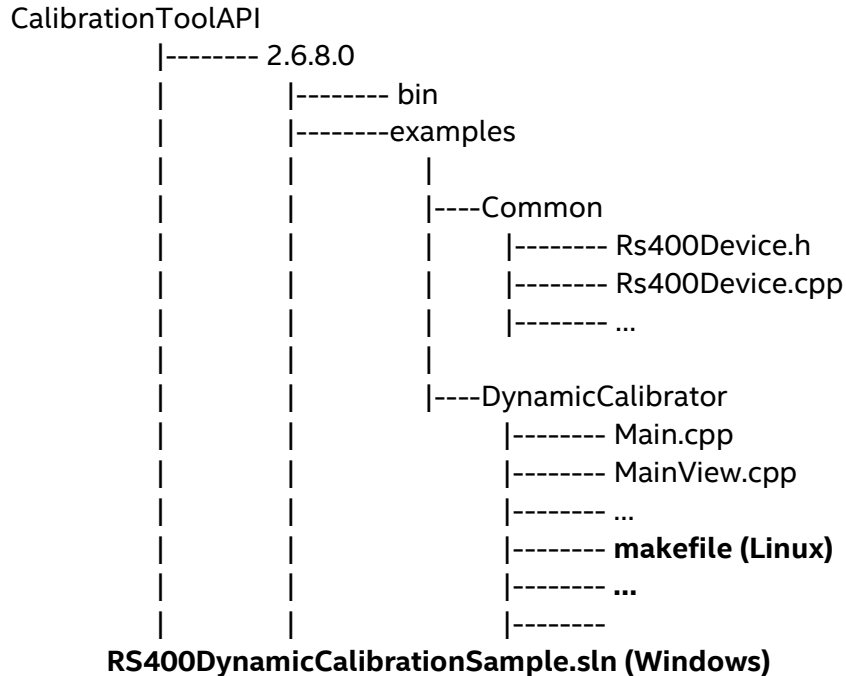 CalibrationToolAPI
|-------- 2.6.8.0
| |-------- bin
| |--------examples
| | |
| | |----Common
| | | |-------- Rs400Device.h
| | | |-------- Rs400Device.cpp
| | | |-------- ...
| | |
| | |----DynamicCalibrator
| | |-------- Main.cpp
| | |-------- MainView.cpp
| | |-------- ...
| | |-------- makefile (Linux)
| | |-------- ...
| | |--------
RS400DynamicCalibrationSample.sln (Windows)